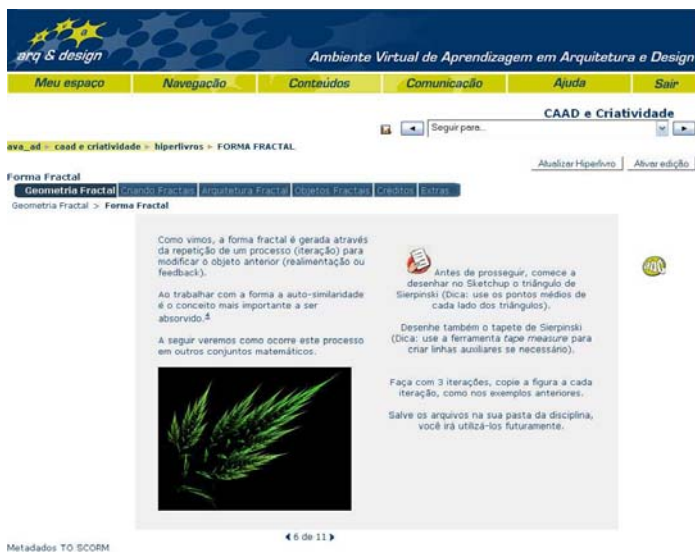 arq & design
Ambiente Virtual de Aprendizagem em Arquitetura e Design
Meu espaço Navegação Conteúdos Comunicação Ajuda Sair
CAAD e Criatividade
Seguir para...
ava_ad ► caad e criatividade ► hiperlivros ► FORMA FRACTAL
Atualizar Hiperlivro Ativar edição
Forma Fractal
Geometria Fractal Criando Fractais Arquitetura Fractal Objetos Fractais Créditos Extras
Geometria Fractal > Forma Fractal
Como vimos, a forma fractal é gerada através
da repetição de um processo (iteração) para
modificar o objeto anterior (realimentação ou
feedback).
Ao trabalhar com a forma a auto-similaridade
é o conceito mais importante a ser
absorvido.4
A seguir veremos como ocorre este processo
em outros conjuntos matemáticos.
Antes de prosseguir, comece a
desenhar no Sketchup o triângulo de
Sierpinski (Dica: use os pontos médios de
cada lado dos triângulos).
Desenhe também o tapete de Sierpinski
(Dica: use a ferramenta tape measure para
criar linhas auxiliares se necessário).
Faça com 3 iterações, copie a figura a cada
iteração, como nos exemplos anteriores.
Salve os arquivos na sua pasta da disciplina,
você irá utilizá-los futuramente.
6 de 11
Metadados TO SCORM